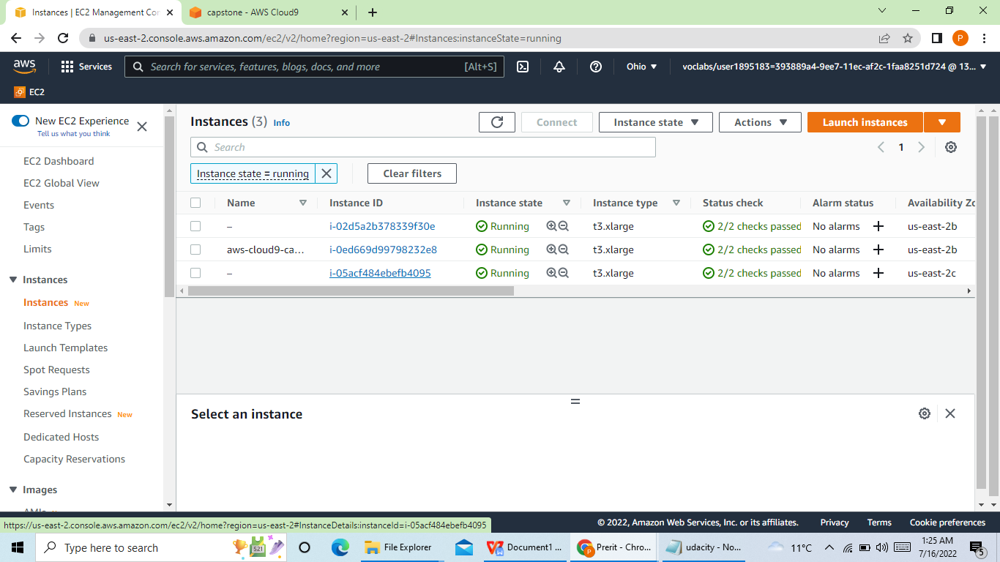 Instances | EC2 Management Con
capstone - AWS Cloud9
us-east-2.console.aws.amazon.com/ec2/v2/home?region=us-east-2#Instances:instanceState=running
P
aws
Services
Search for services, features, blogs, docs, and more
[Alt+S]
Ohio
voclabs/user1895183=393889a4-9ee7-11ec-af2c-1faa8251d724 @ 13...
EC2
New EC2 Experience
Tell us what you think
EC2 Dashboard
EC2 Global View
Events
Tags
Limits
Instances
Instances New
Instance Types
Launch Templates
Spot Requests
Savings Plans
Reserved Instances New
Dedicated Hosts
Capacity Reservations
Images
Instances (3) Info
Connect
Instance state
Actions
Launch instances
Search
1
Instance state = running
Clear filters
Name Instance ID Instance state Instance type Status check Alarm status Availability Zo
– i-02d5a2b378339f30e Running t3.xlarge 2/2 checks passed No alarms + us-east-2b
aws-cloud9-ca... i-0ed669d99798232e8 Running t3.xlarge 2/2 checks passed No alarms + us-east-2b
– i-05acf484ebefb4095 Running t3.xlarge 2/2 checks passed No alarms + us-east-2c
Select an instance
https://us-east-2.console.aws.amazon.com/ec2/v2/home?region=us-east-2#InstanceDetails:instanceId=i-05acf484ebefb4095
© 2022, Amazon Web Services, Inc. or its affiliates.
Privacy
Terms
Cookie preferences
Type here to search
521
File Explorer
Document1 ...
Prerit - Chro...
udacity - No...
11°C
1:25 AM
7/16/2022
5